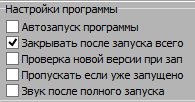 Настройки программы
Автозапуск программы
Закрывать после запуска всего
Проверка новой версии при зап
Пропускать если уже запущено
Звук после полного запуска